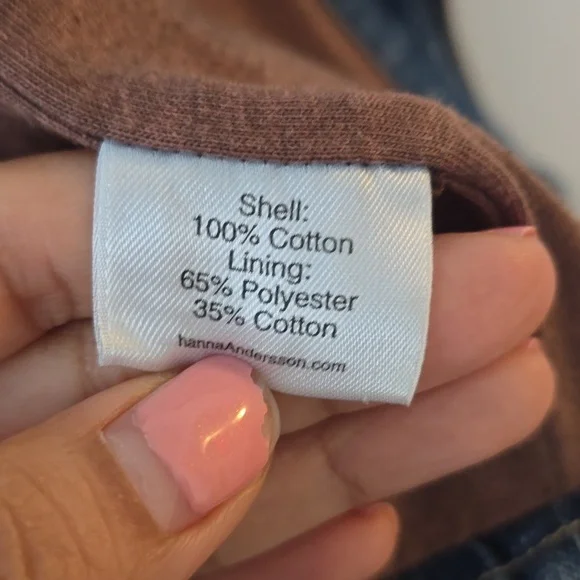 Shell:
100% Cotton
Lining:
65% Polyester
35% Cotton
hannaAndersson.com